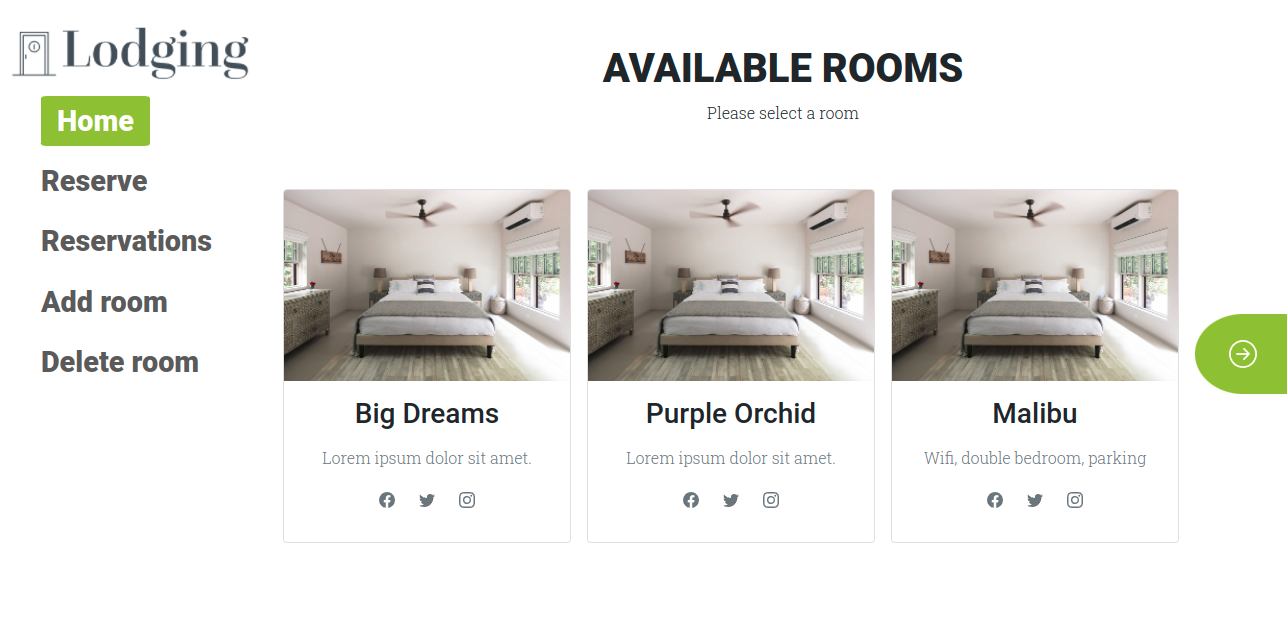 Lodging
Home
Reserve
Reservations
Add room
Delete room
AVAILABLE ROOMS
Please select a room
Big Dreams
Lorem ipsum dolor sit amet.
Purple Orchid
Lorem ipsum dolor sit amet.
Malibu
Wifi, double bedroom, parking